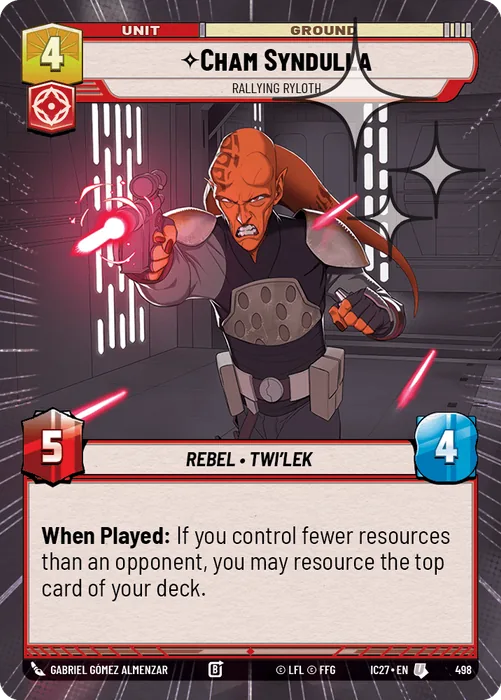 UNIT GROUND
4
✧CHAM SYNDULLA
RALLYING RYLOTH
5
4
REBEL • TWI'LEK
When Played: If you control fewer resources
than an opponent, you may resource the top
card of your deck.
GABRIEL GÓMEZ ALMENZAR B © LFL © FFG IC27 • EN 498